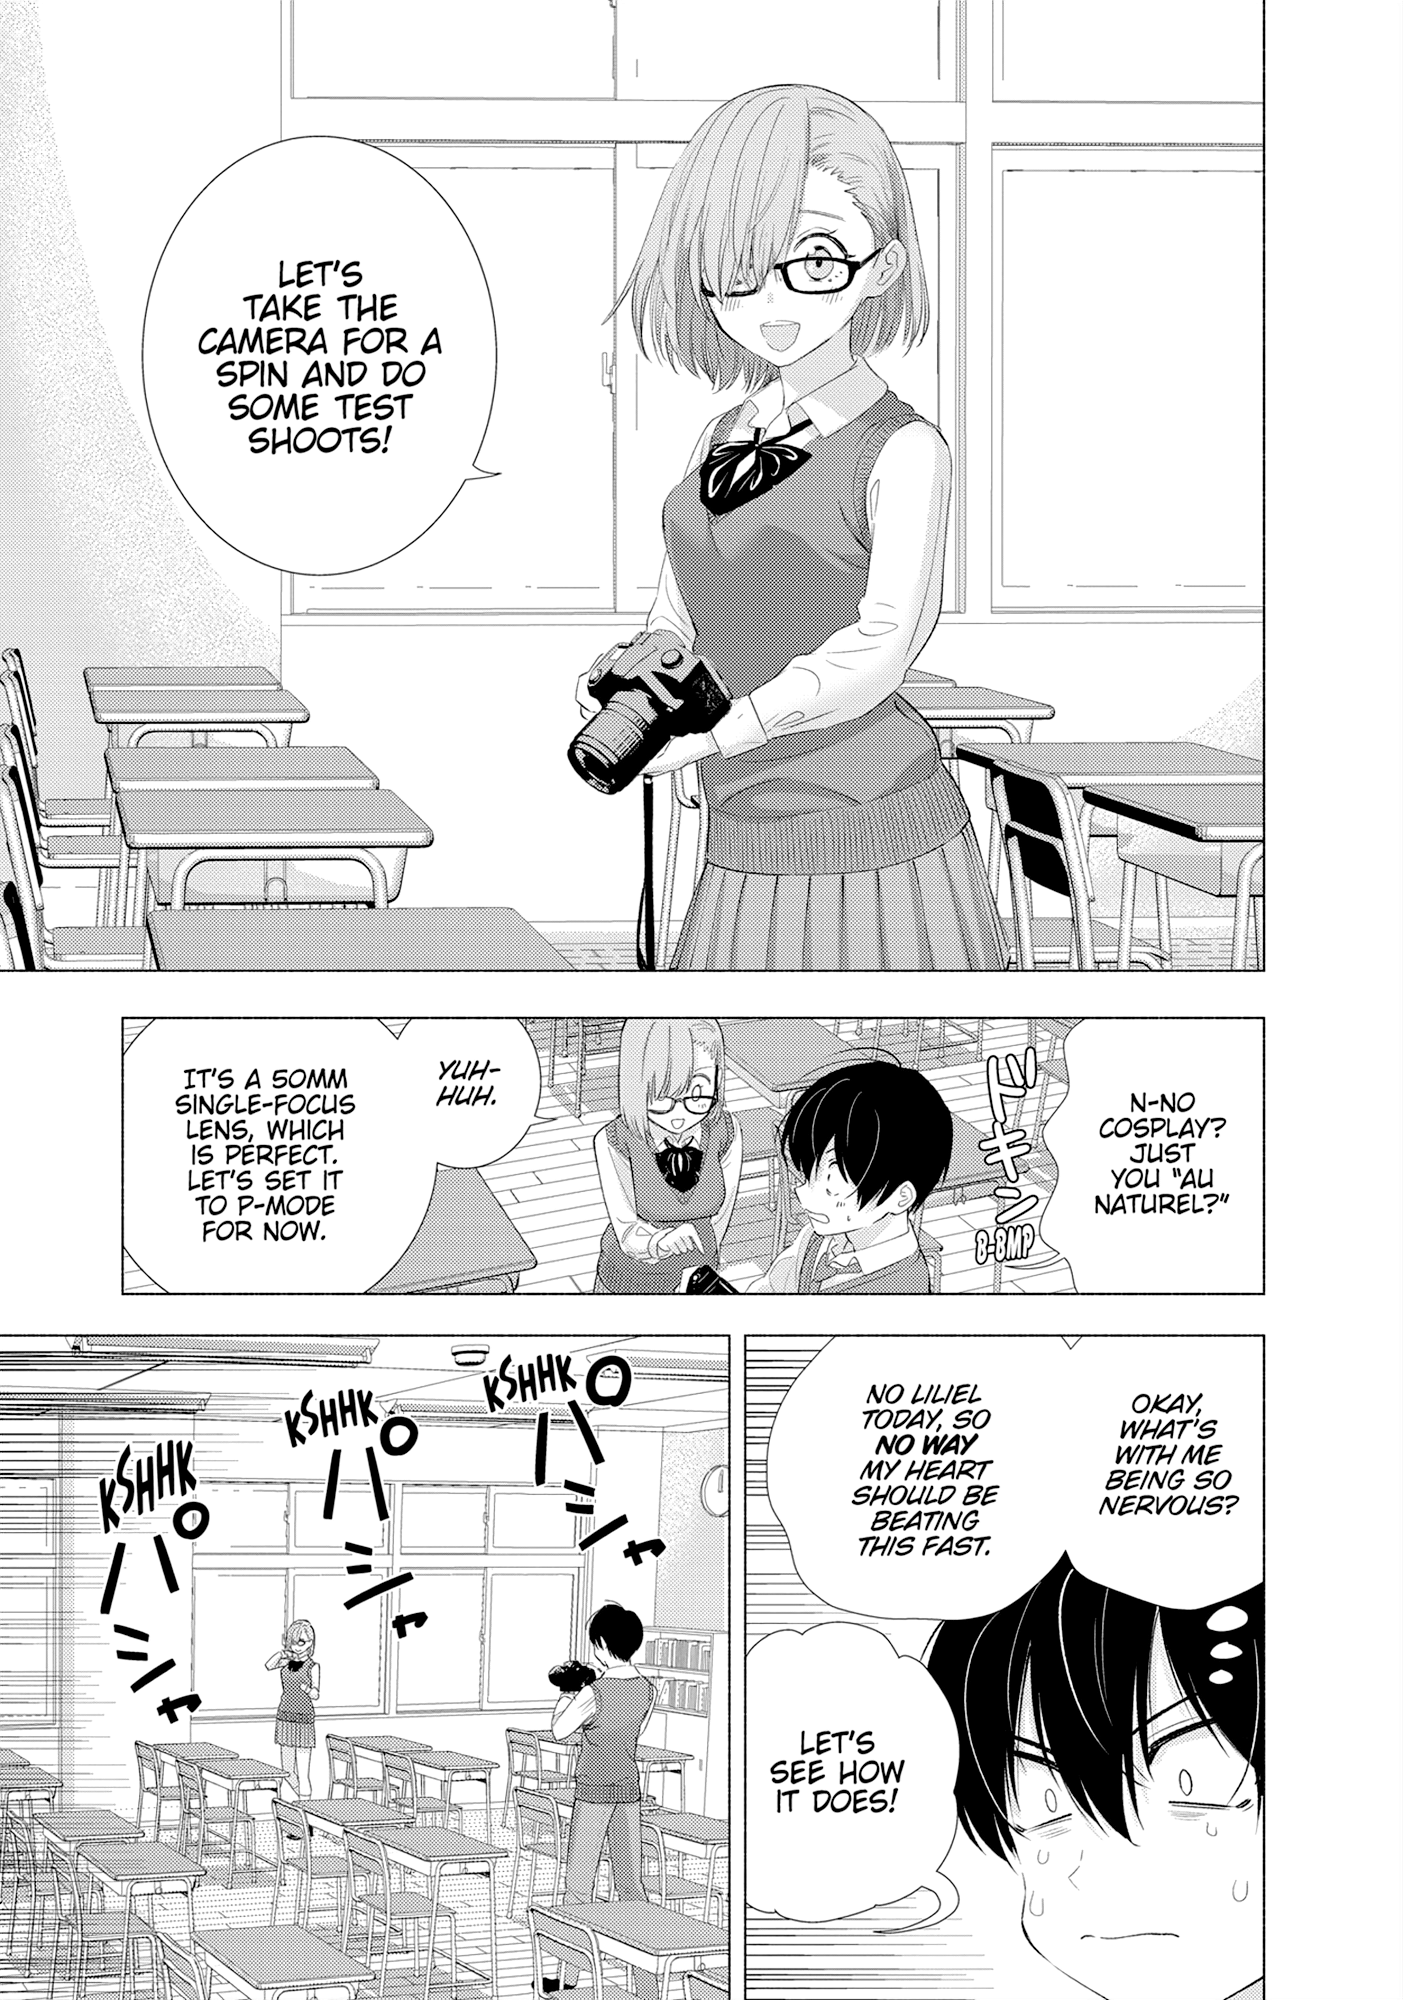 LET'S
TAKE THE
CAMERA FOR A
SPIN AND DO
SOME TEST
SHOOTS!
N-NO
COSPLAY?
JUST
YOU "AU
NATUREL?"
ドキン
B-BMP
YUH-
HUH.
IT'S A 50MM
SINGLE-FOCUS
LENS, WHICH
IS PERFECT.
LET'S SET IT
TO P-MODE
FOR NOW.
OKAY,
WHAT'S
WITH ME
BEING SO
NERVOUS?
NO LILIEL
TODAY, SO
NO WAY
MY HEART
SHOULD BE
BEATING
THIS FAST.
LET'S
SEE HOW
IT DOES!
KSHHK
パシャ
KSHHK
パシャ
KSHHK
パシャ